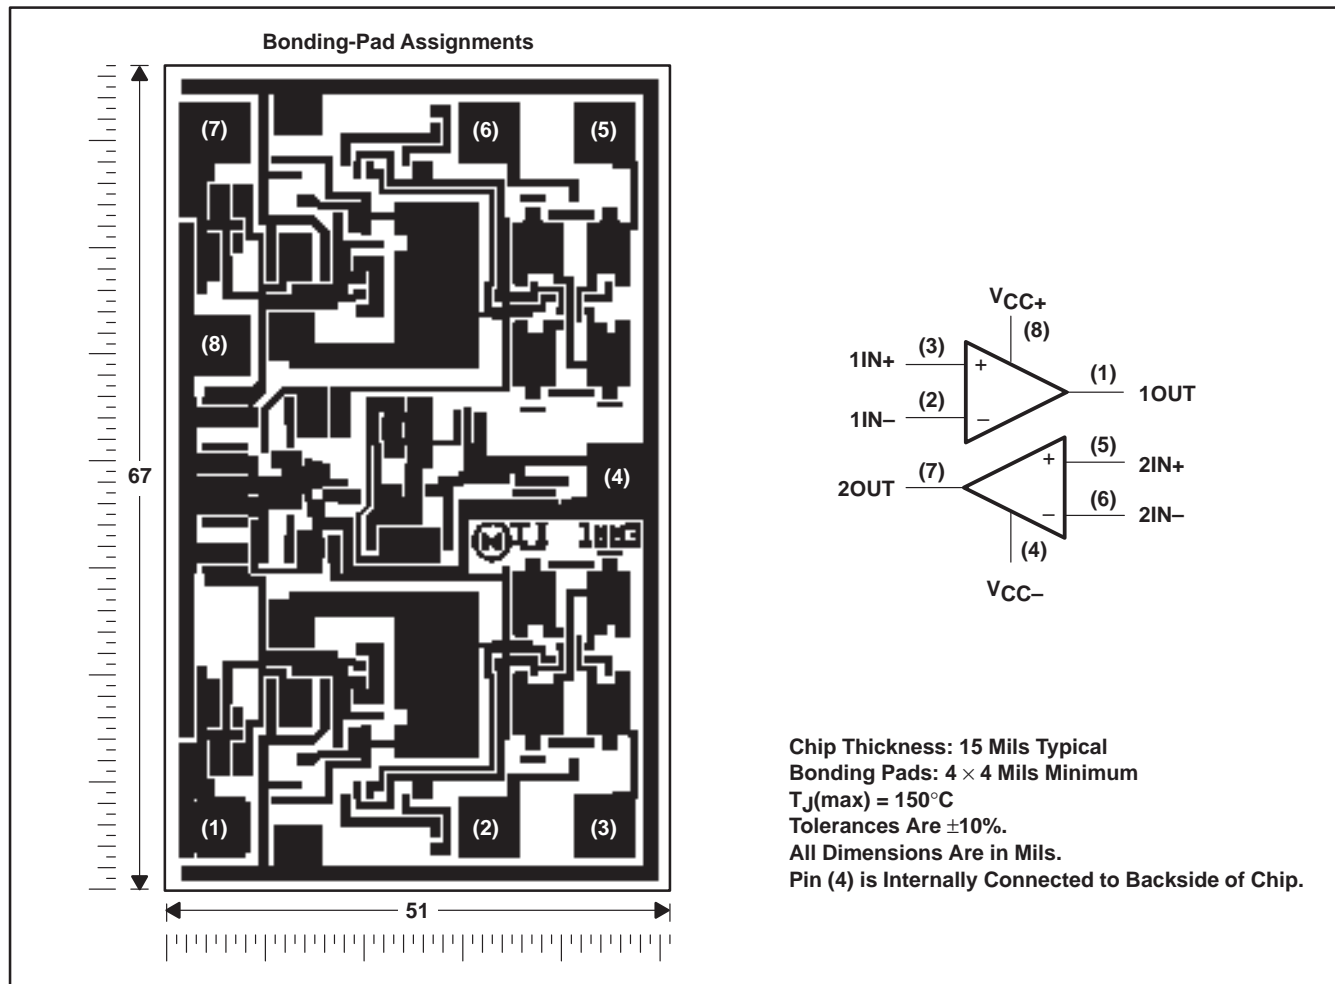 Bonding-Pad Assignments
(7)
(6)
(5)
(8)
(4)
67
(1)
(2)
(3)
51
VCC+
(8)
1IN+
(3)
+
(1)
1OUT
(2)
1IN–
–
(5)
2IN+
+
(7)
2OUT
(6)
2IN–
–
(4)
VCC–
Chip Thickness: 15 Mils Typical
Bonding Pads: 4 × 4 Mils Minimum
TJ(max) = 150°C
Tolerances Are ±10%.
All Dimensions Are in Mils.
Pin (4) is Internally Connected to Backside of Chip.